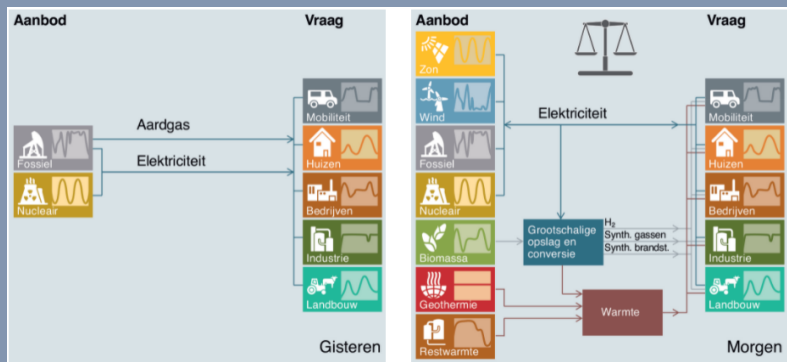 Aanbod
Vraag
Aardgas
Elektriciteit
Fossiel
Nucleair
Mobiliteit
Huizen
Bedrijven
Industrie
Landbouw
Gisteren
Aanbod
Vraag
Zon
Wind
Fossiel
Nucleair
Biomassa
Geothermie
Restwarmte
Elektriciteit
Grootschalige
opslag en
conversie
H₂
Synth. gassen
Synth. brandst.
Warmte
Mobiliteit
Huizen
Bedrijven
Industrie
Landbouw
Morgen